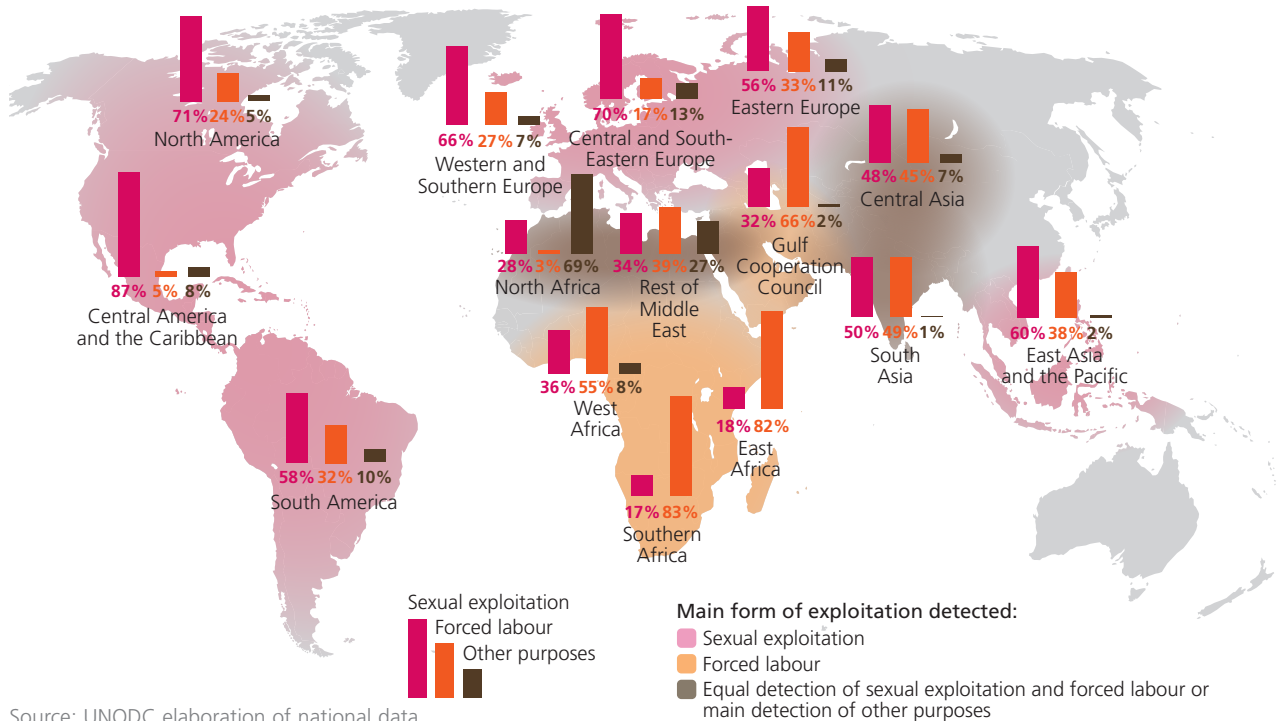 71% 24% 5%
North America
66% 27% 7%
Western and
Southern Europe
70% 17% 13%
Central and South-
Eastern Europe
56% 33% 11%
Eastern Europe
48% 45% 7%
Central Asia
87% 5% 8%
Central America
and the Caribbean
28% 3% 69%
North Africa
34% 39% 27%
Rest of
Middle
East
32% 66% 2%
Gulf
Cooperation
Council
50% 49% 1%
South
Asia
60% 38% 2%
East Asia
and the Pacific
36% 55% 8%
West
Africa
18% 82%
East
Africa
58% 32% 10%
South America
17% 83%
Southern
Africa
Sexual exploitation
Forced labour
Other purposes
Main form of exploitation detected:
Sexual exploitation
Forced labour
Equal detection of sexual exploitation and forced labour or
main detection of other purposes
Source: UNODC elaboration of national data